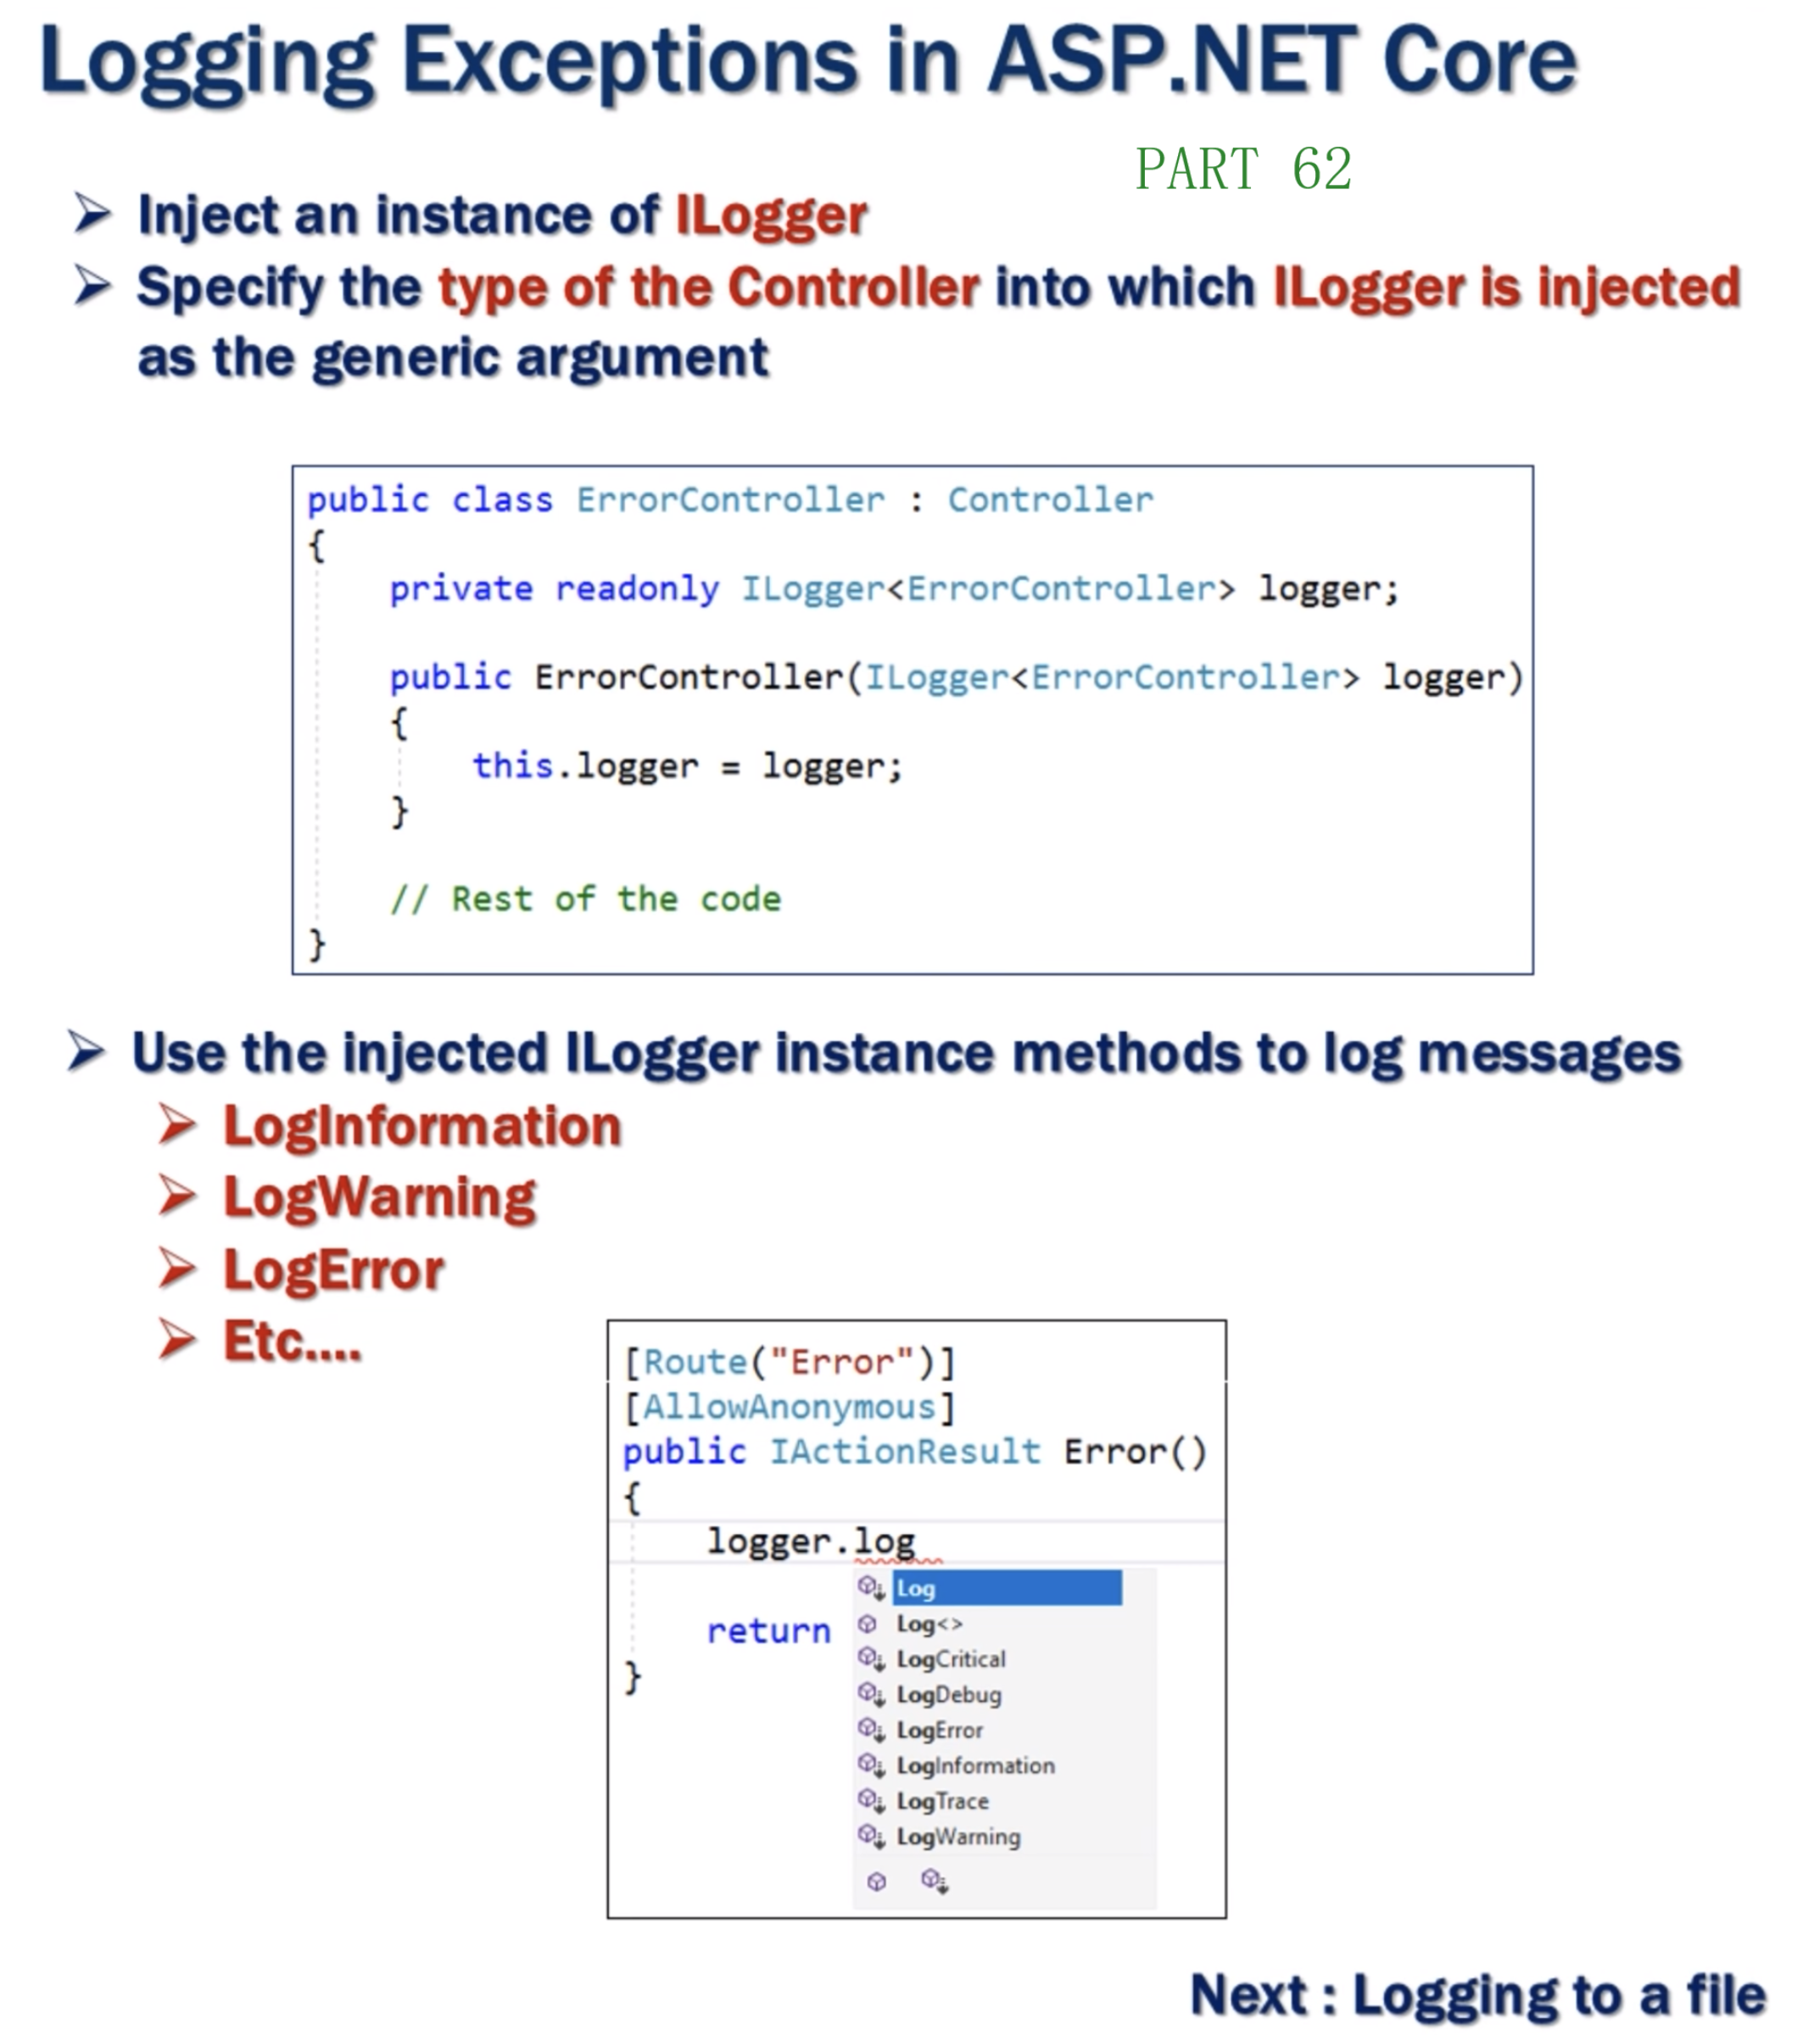 Logging Exceptions in ASP.NET Core
PART 62
Inject an instance of ILogger
Specify the type of the Controller into which ILogger is injected
as the generic argument
public class ErrorController : Controller
{
private readonly ILogger<ErrorController> logger;
public ErrorController(ILogger<ErrorController> logger)
{
this.logger = logger;
}
// Rest of the code
}
Use the injected ILogger instance methods to log messages
LogInformation
LogWarning
LogError
Etc....
[Route("Error")]
[AllowAnonymous]
public IActionResult Error()
{
logger.log
Log
Log<>
return
LogCritical
}
LogDebug
LogError
LogInformation
LogTrace
LogWarning
Next : Logging to a file